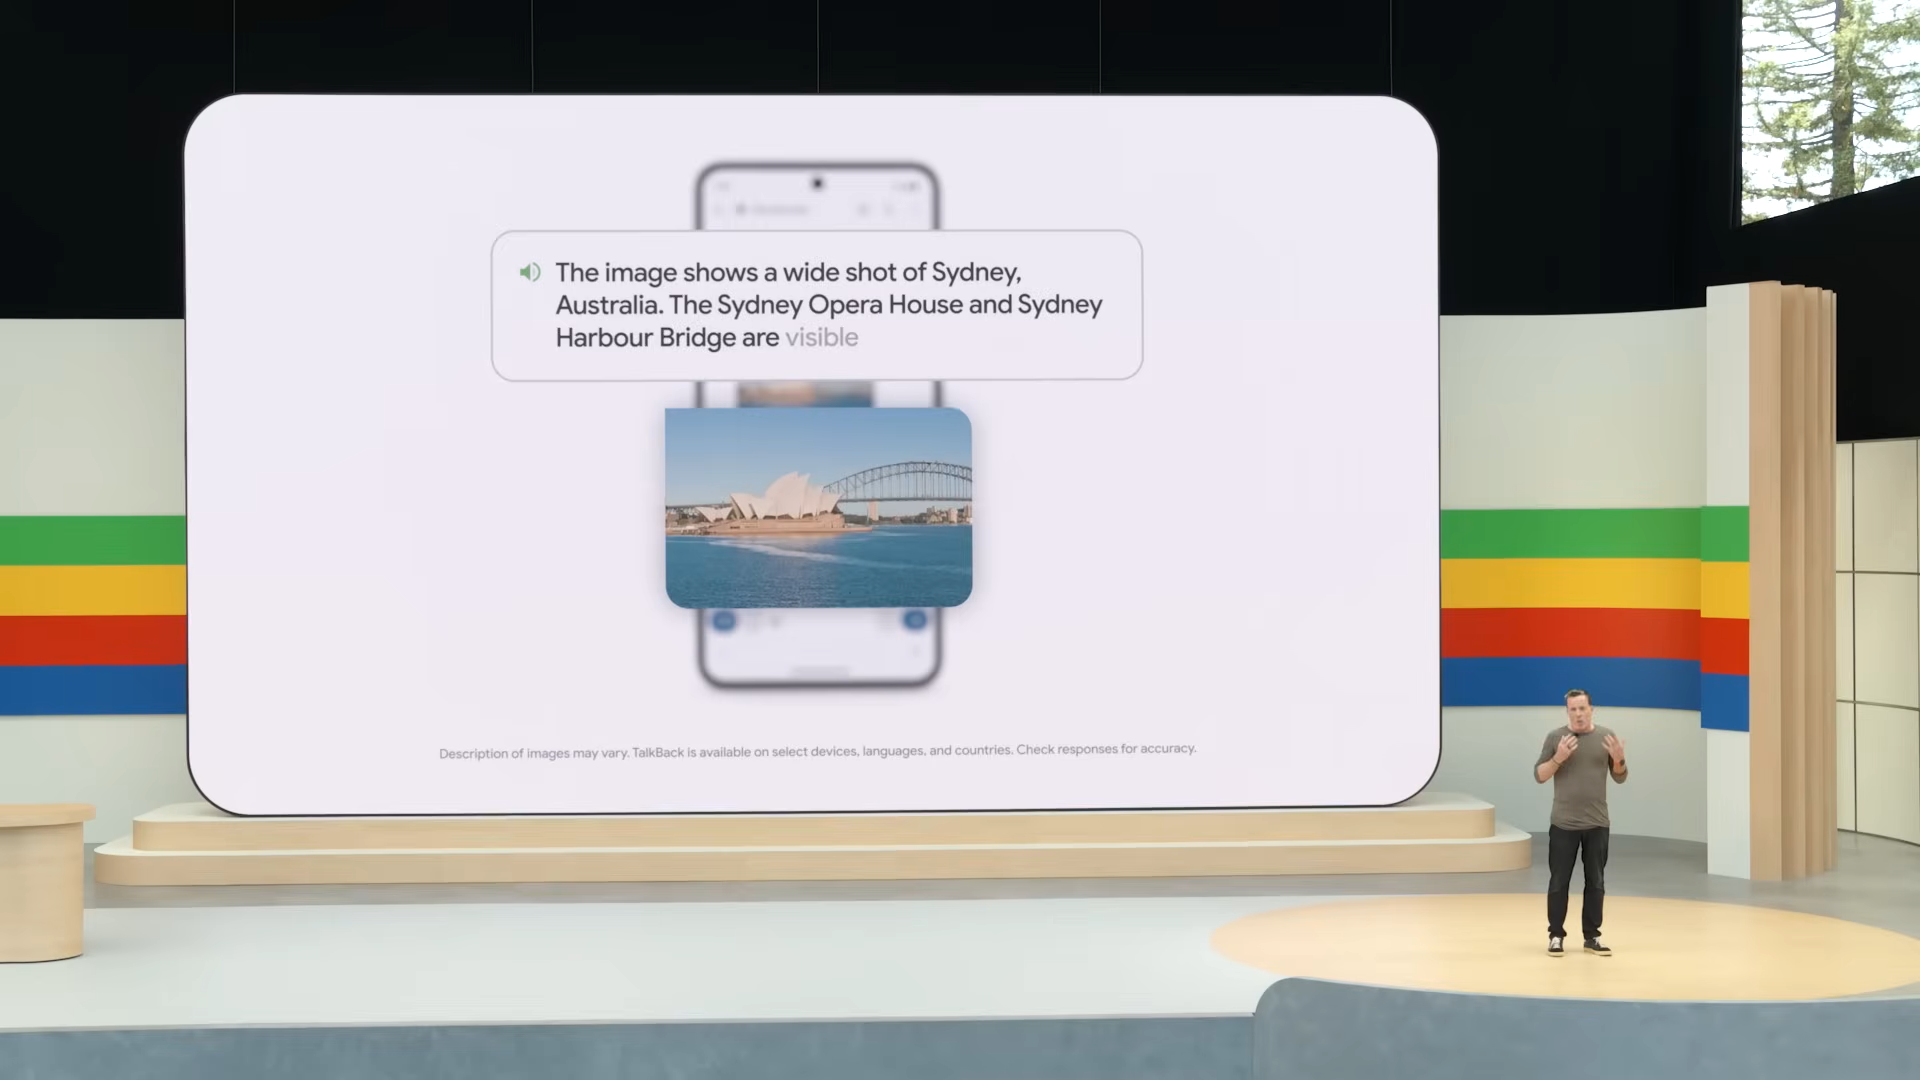 The image shows a wide shot of Sydney,
Australia. The Sydney Opera House and Sydney
Harbour Bridge are visible
Description of images may vary. TalkBack is available on select devices, languages, and countries. Check responses for accuracy.